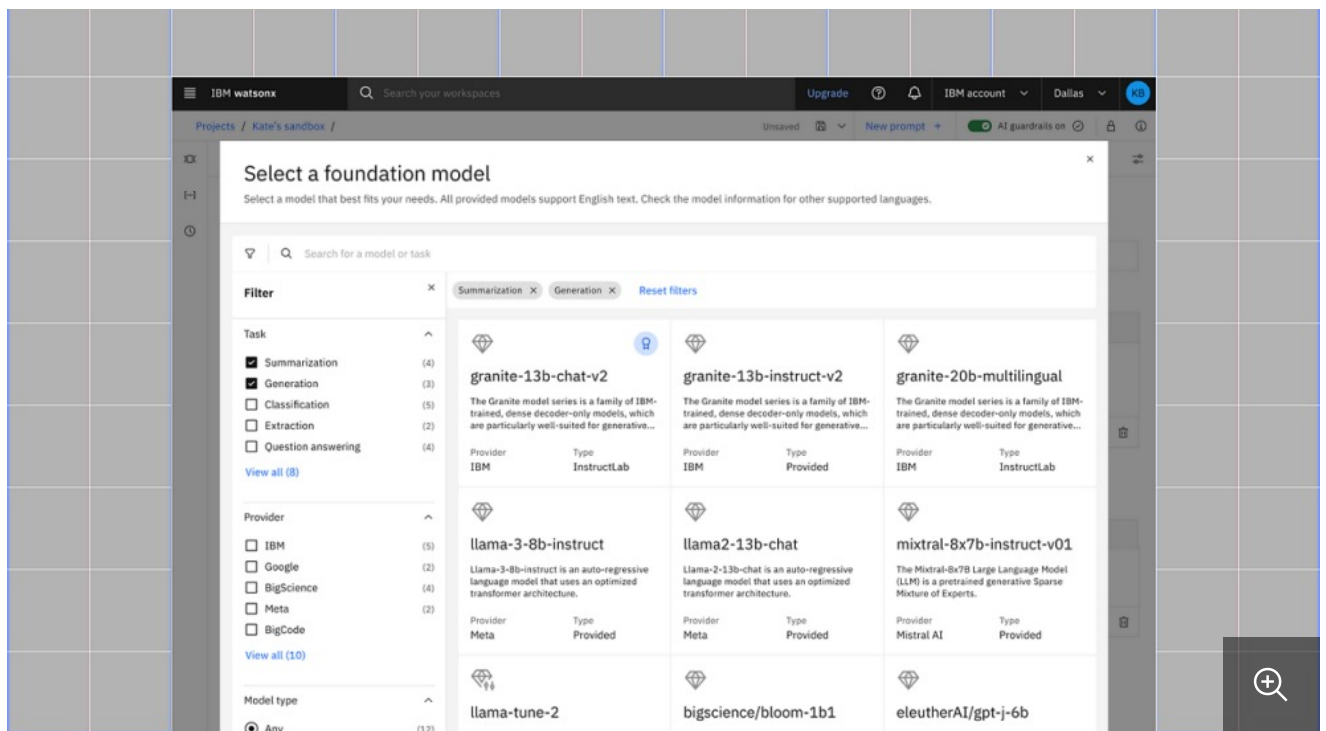 IBM watsonx
Search your workspaces
Upgrade
IBM account
Dallas
KB
Projects / Kate's sandbox /
Unsaved
New prompt +
AI guardrails on
Select a foundation model
Select a model that best fits your needs. All provided models support English text. Check the model information for other supported languages.
Search for a model or task
Filter
Summarization
Generation
Reset filters
Task
Summarization (4)
Generation (3)
Classification (5)
Extraction (2)
Question answering (4)
View all (8)
Provider
IBM (5)
Google (2)
BigScience (4)
Meta (2)
BigCode
View all (10)
Model type
Any (12)
granite-13b-chat-v2
The Granite model series is a family of IBM-
trained, dense decoder-only models, which
are particularly well-suited for generative...
Provider Type
IBM InstructLab
granite-13b-instruct-v2
The Granite model series is a family of IBM-
trained, dense decoder-only models, which
are particularly well-suited for generative...
Provider Type
IBM Provided
granite-20b-multilingual
The Granite model series is a family of IBM-
trained, dense decoder-only models, which
are particularly well-suited for generative...
Provider Type
IBM InstructLab
llama-3-8b-instruct
Llama-3-8b-instruct is an auto-regressive
language model that uses an optimized
transformer architecture.
Provider Type
Meta Provided
llama2-13b-chat
Llama-2-13b-chat is an auto-regressive
language model that uses an optimized
transformer architecture.
Provider Type
Meta Provided
mixtral-8x7b-instruct-v01
The Mixtral-8x7B Large Language Model
(LLM) is a pretrained generative Sparse
Mixture of Experts.
Provider Type
Mistral AI Provided
llama-tune-2
bigscience/bloom-1b1
eleutherAI/gpt-j-6b